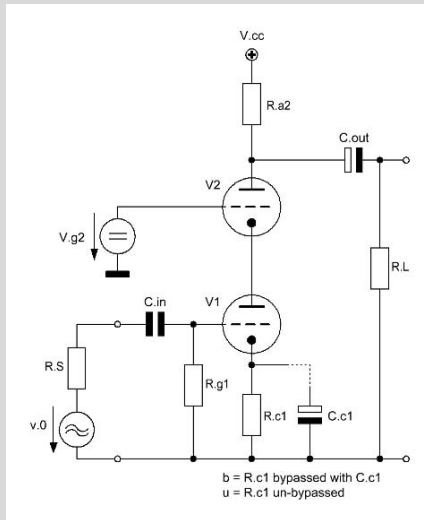 V.cc
R.a2
C.out
V2
V.g2
R.L
C.in
V1
R.S
R.g1
R.c1
C.c1
v.0
b = R.c1 bypassed with C.c1
u = R.c1 un-bypassed